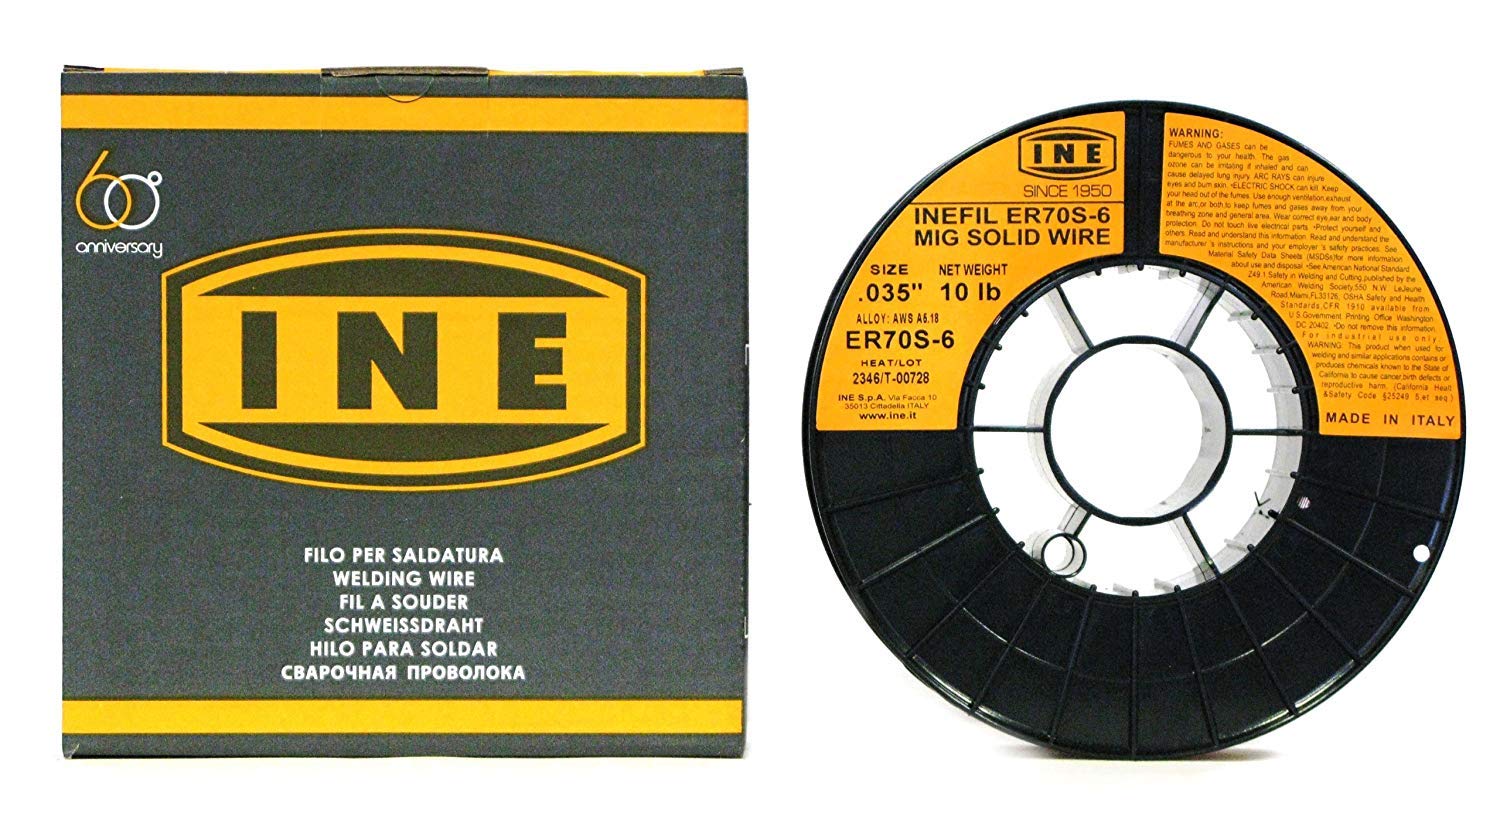 60°
anniversary
INE
FILO PER SALDATURA
WELDING WIRE
FIL A SOUDER
SCHWEISSDRAHT
HILO PARA SOLDAR
СВАРОЧНАЯ ПРОВОЛОКА
INE
SINCE 1950
INEFIL ER70S-6
MIG SOLID WIRE
SIZE NET WEIGHT
.035" 10 lb
ALLOY: AWS A5.18
ER70S-6
HEAT/LOT
2346/T-00728
INE S.p.A. Via Facca 10
35013 Cittadella ITALY
www.ine.it
WARNING:
FUMES AND GASES can be
dangerous to your health. The gas
ozone can be irritating if inhaled and can
cause delayed lung injury. ARC RAYS can injure
eyes and burn skin. •ELECTRIC SHOCK can kill. Keep
your head out of the fumes. Use enough ventilation,exhaust
at the arc,or both,to keep fumes and gases away from your
breathing zone and general area. Wear correct eye,ear and body
protection. Do not touch live electrical parts. •Protect yourself and
others. Read and understand this information. Read and understand the
manufacturer 's instructions and your employer 's safety practices. See
Material Safety Data Sheets (MSDSs)for more information
about use and disposal •See American National Standard
Z49.1,Safety in Welding and Cutting,published by the
American Welding Society,550 N.W. LeJeune
Road,Miami,FL33126, OSHA Safety and Health
Standards,CFR 1910 available from
U.S.Government Printing Office Washington
DC 20402. •Do not remove this information.
For industrial use only.
WARNING: This product when used for
welding and similar applications contains or
produces chemicals known to the State of
California to cause cancer,birth defects or
reproductive harm. (California Healt
&Safety Code §25249 5,et seq.)
MADE IN ITALY